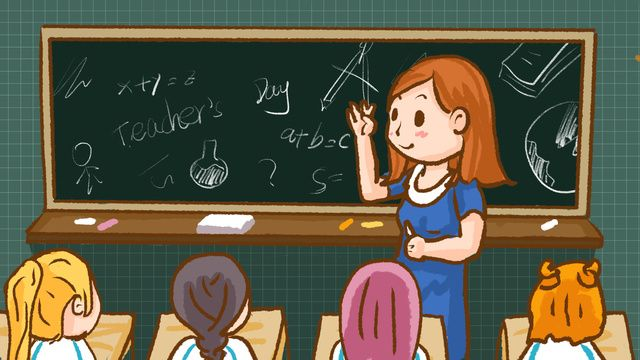 x+y=z
Teacher's
Day
a+b=c
?
S=